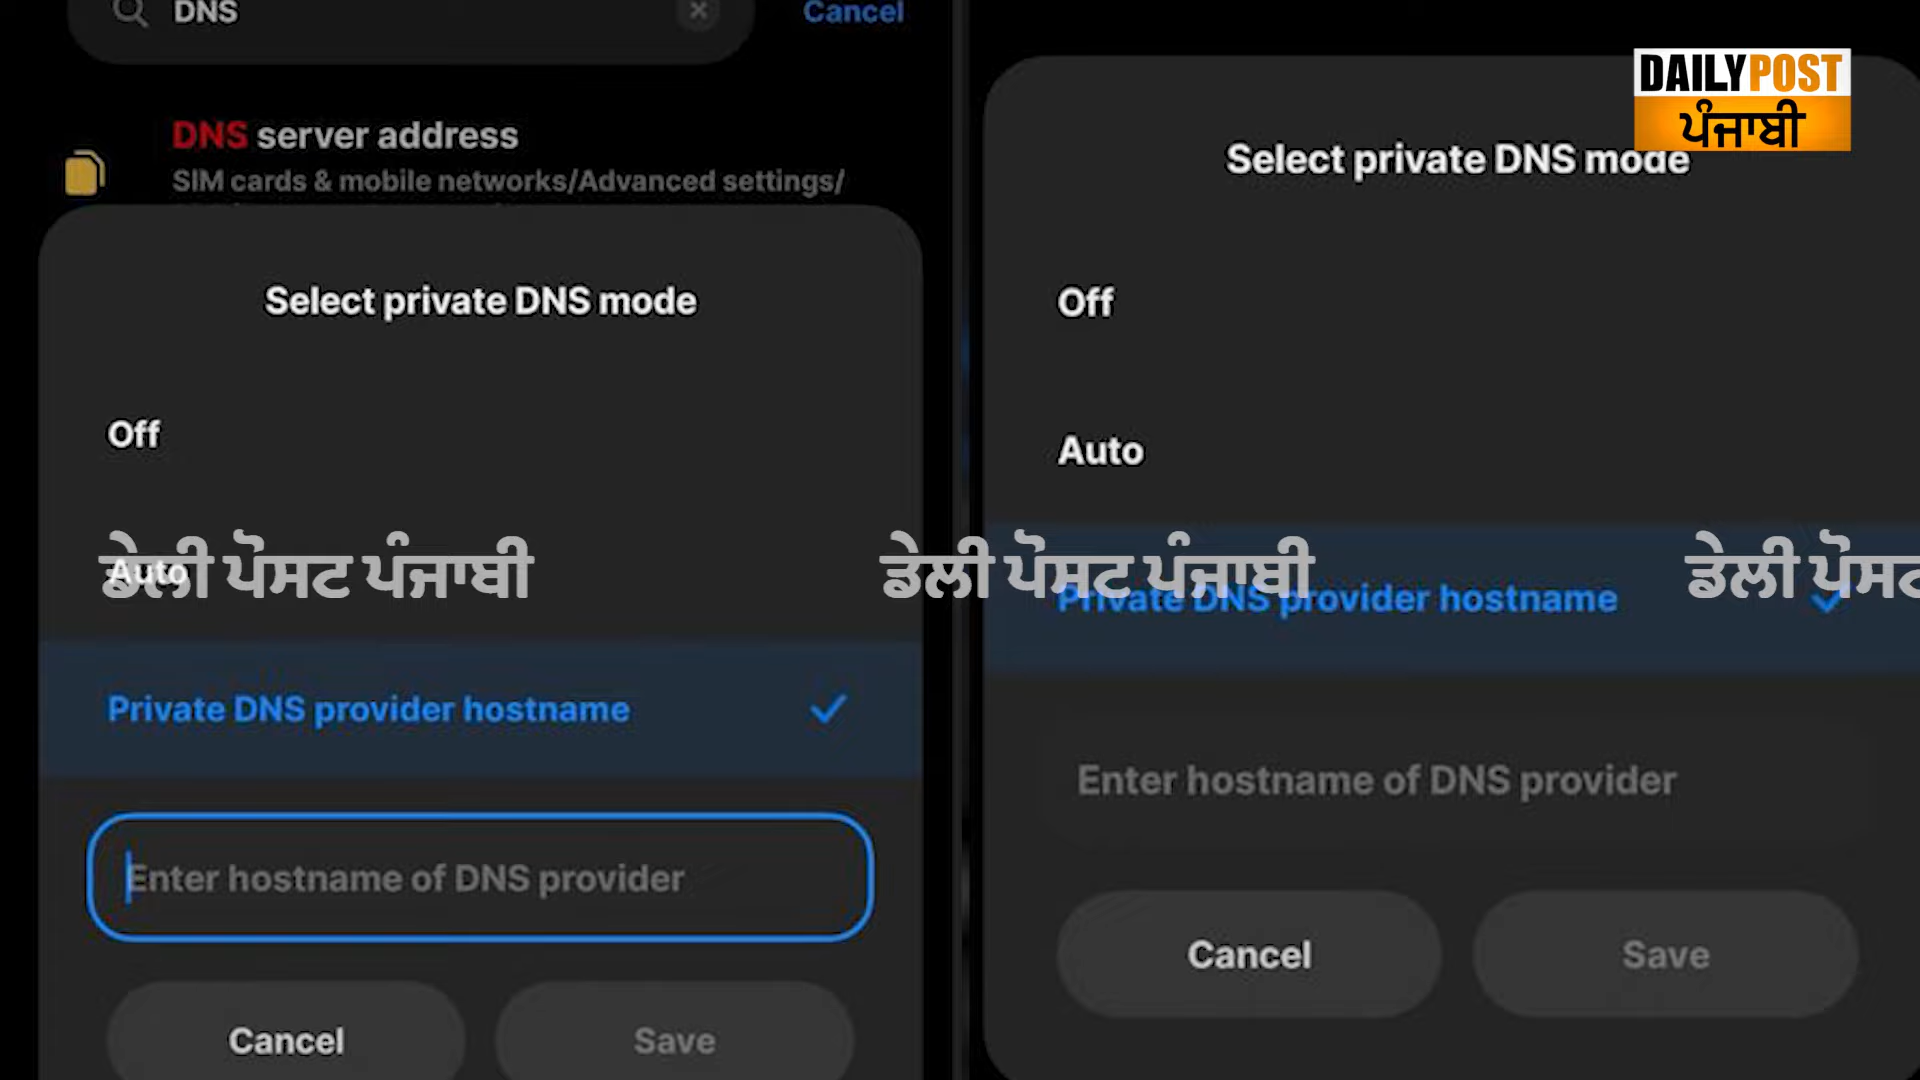 DNS
Cancel
DNS server address
SIM cards & mobile networks/Advanced settings/
Select private DNS mode
Off
Auto
Private DNS provider hostname
Enter hostname of DNS provider
Cancel
Save
DAILYPOST
ਪੰਜਾਬੀ
Select private DNS mode
Off
Auto
Private DNS provider hostname
Enter hostname of DNS provider
Cancel
Save
ਡੇਲੀ ਪੋਸਟ ਪੰਜਾਬੀ
ਡੇਲੀ ਪੋਸਟ ਪੰਜਾਬੀ
ਡੇਲੀ ਪੋਸਟ